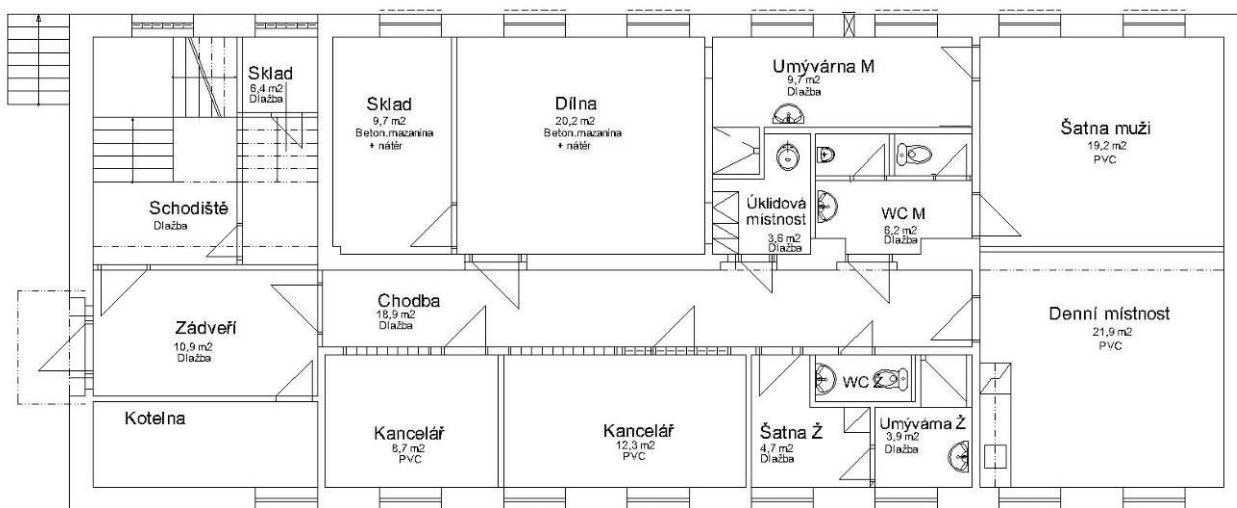 Sklad
6,4 m2
Dlažba
Sklad
9,7 m2
Beton.mazanina
+ nátěr
Dílna
20,2 m2
Beton.mazanina
+ nátěr
Umývárna M
9,7 m2
Dlažba
Šatna muži
19,2 m2
PVC
Schodiště
Dlažba
Úklidová
místnost
3,6 m2
Dlažba
WC M
6,2 m2
Dlažba
Chodba
18,9 m2
Dlažba
Zádveří
10,9 m2
Dlažba
Denní místnost
21,9 m2
PVC
Kotelna
Kancelář
8,7 m2
PVC
Kancelář
12,3 m2
PVC
Šatna Ž
4,7 m2
Dlažba
WC Ž
Umývárna Ž
3,9 m2
Dlažba